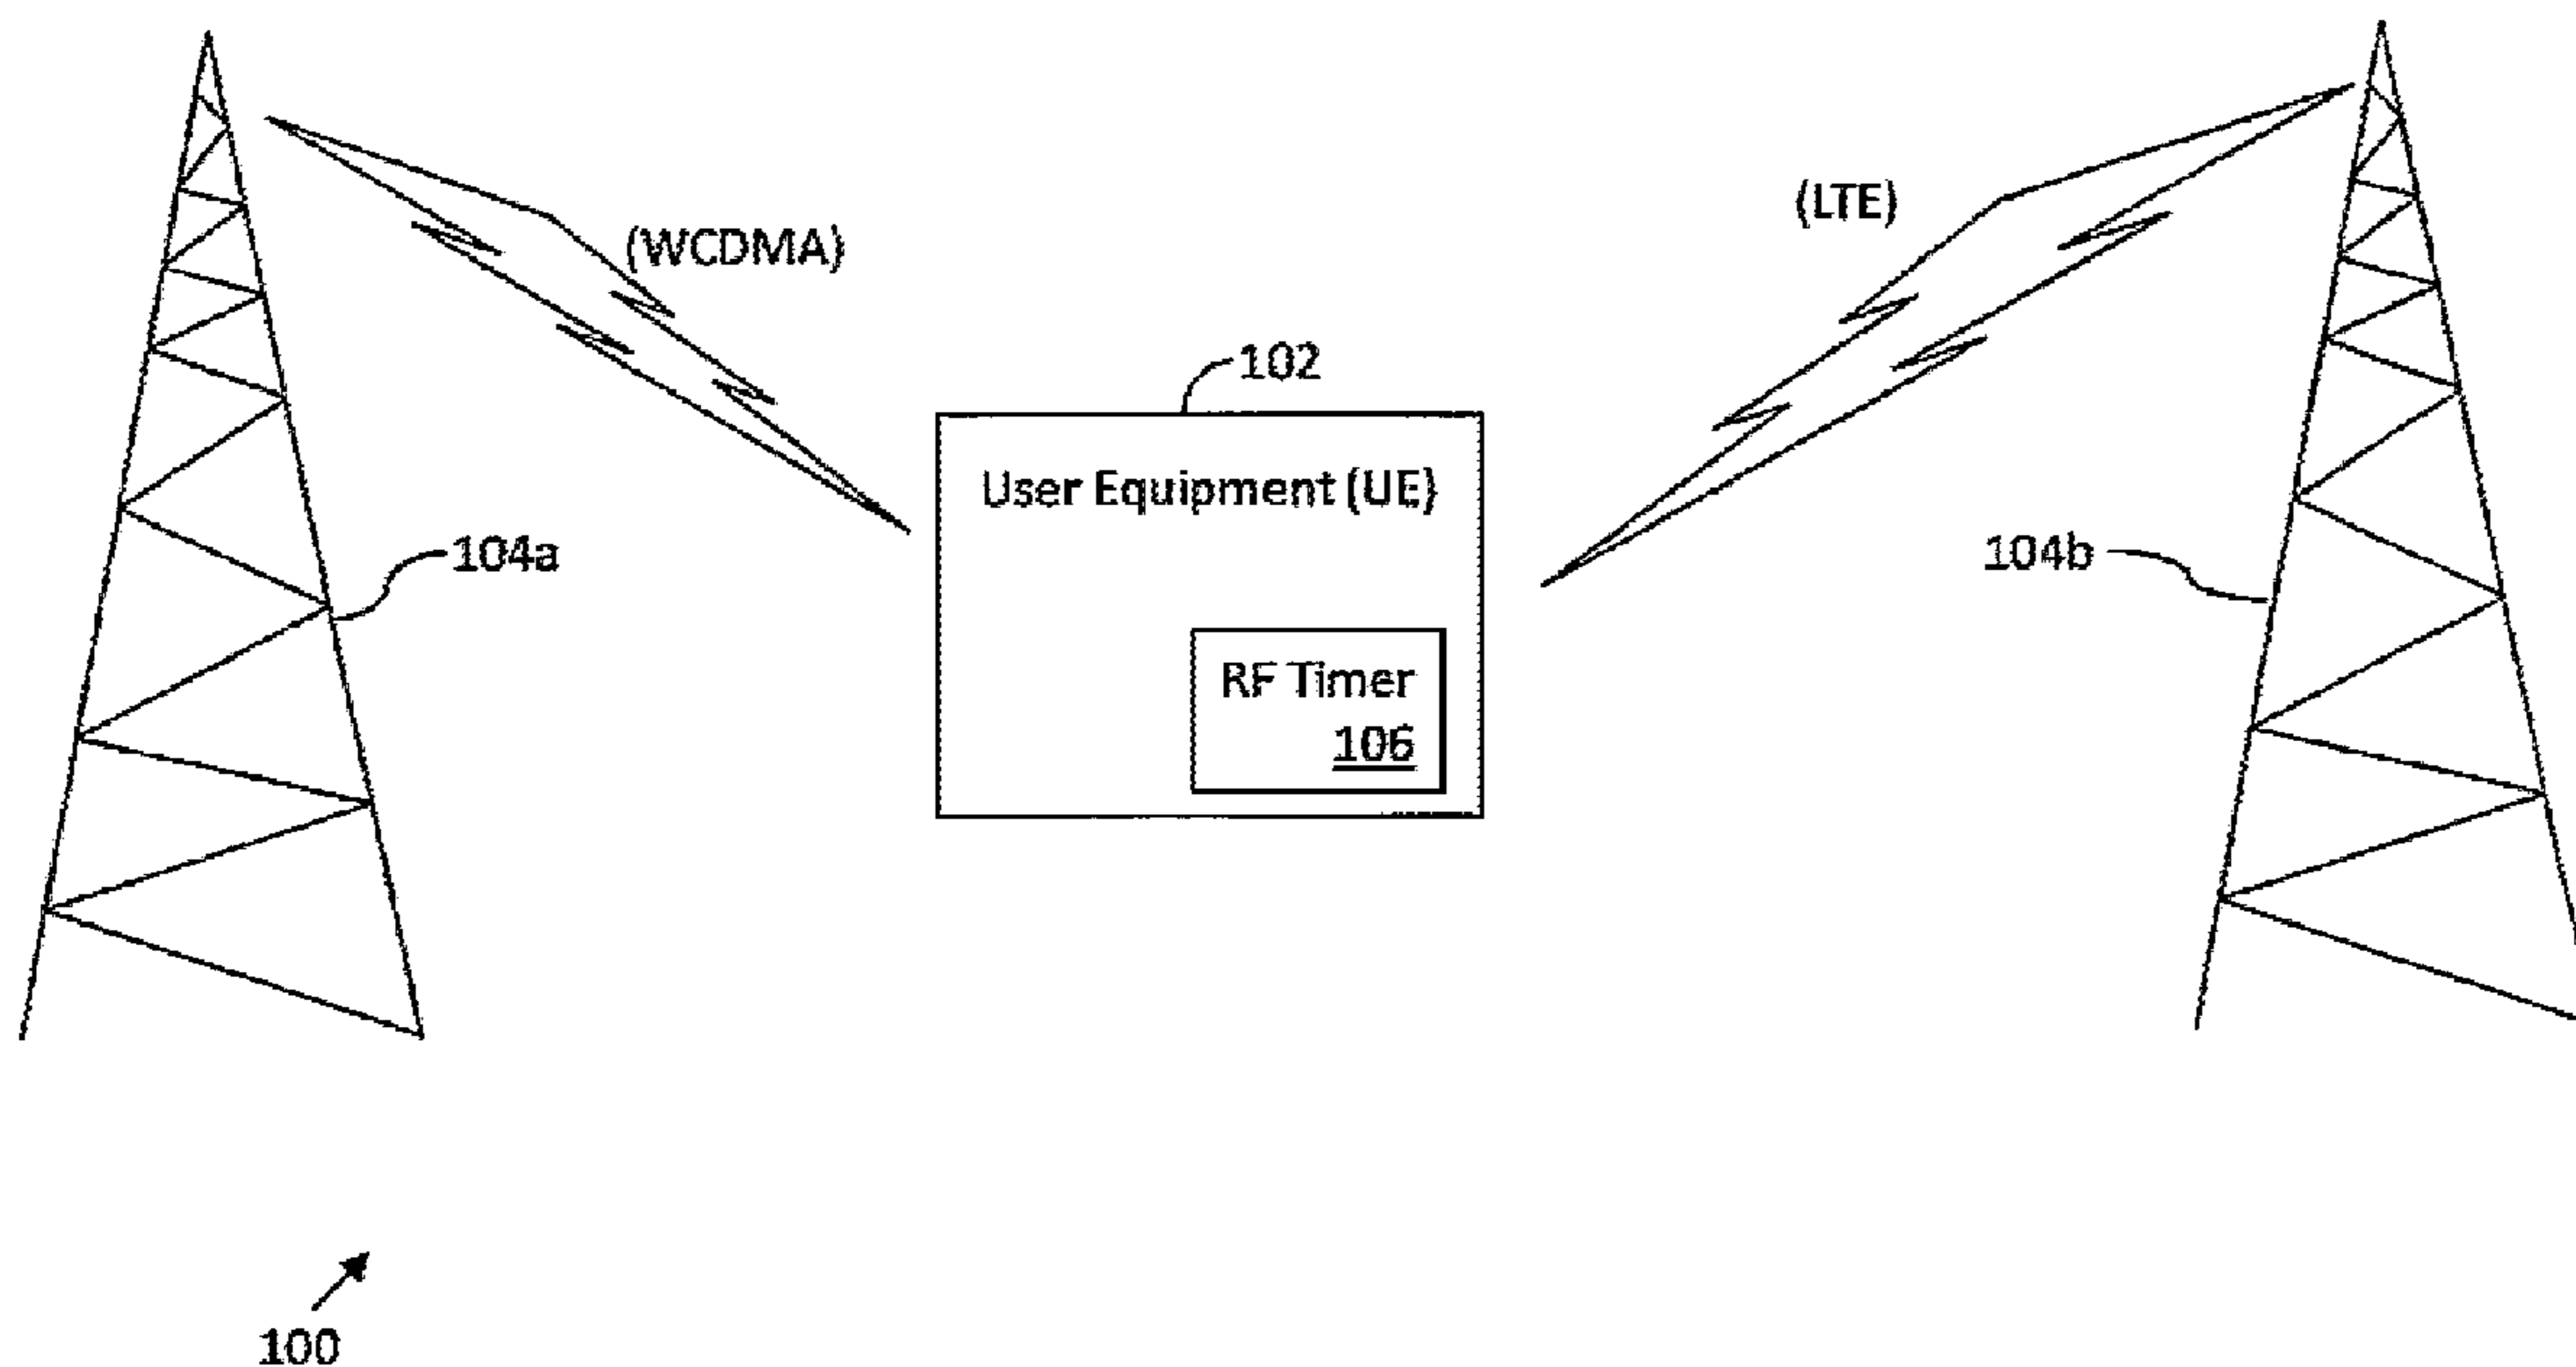 (WCDMA)
(LTE)
102
User Equipment (UE)
104a
104b
RF Timer
106
100